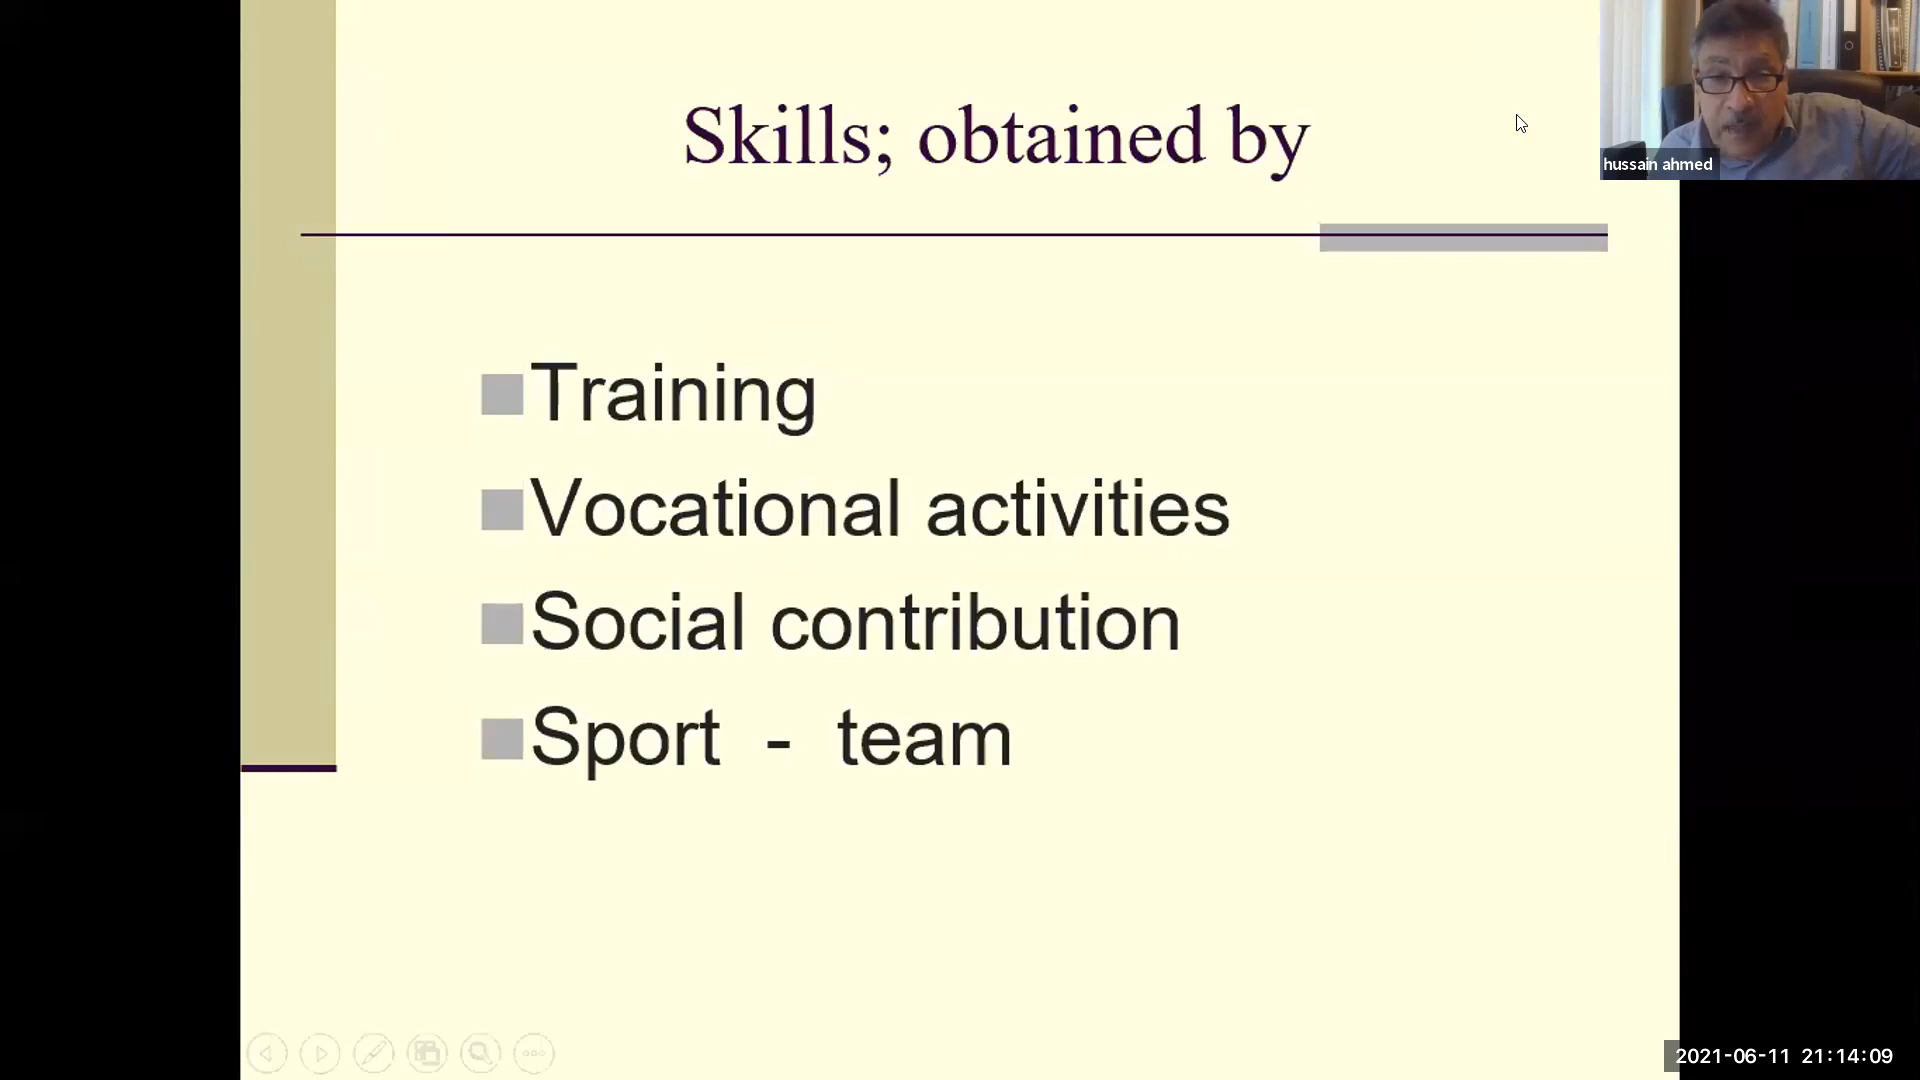 Skills; obtained by
hussain ahmed
Training
Vocational activities
Social contribution
Sport - team
2021-06-11 21:14:09